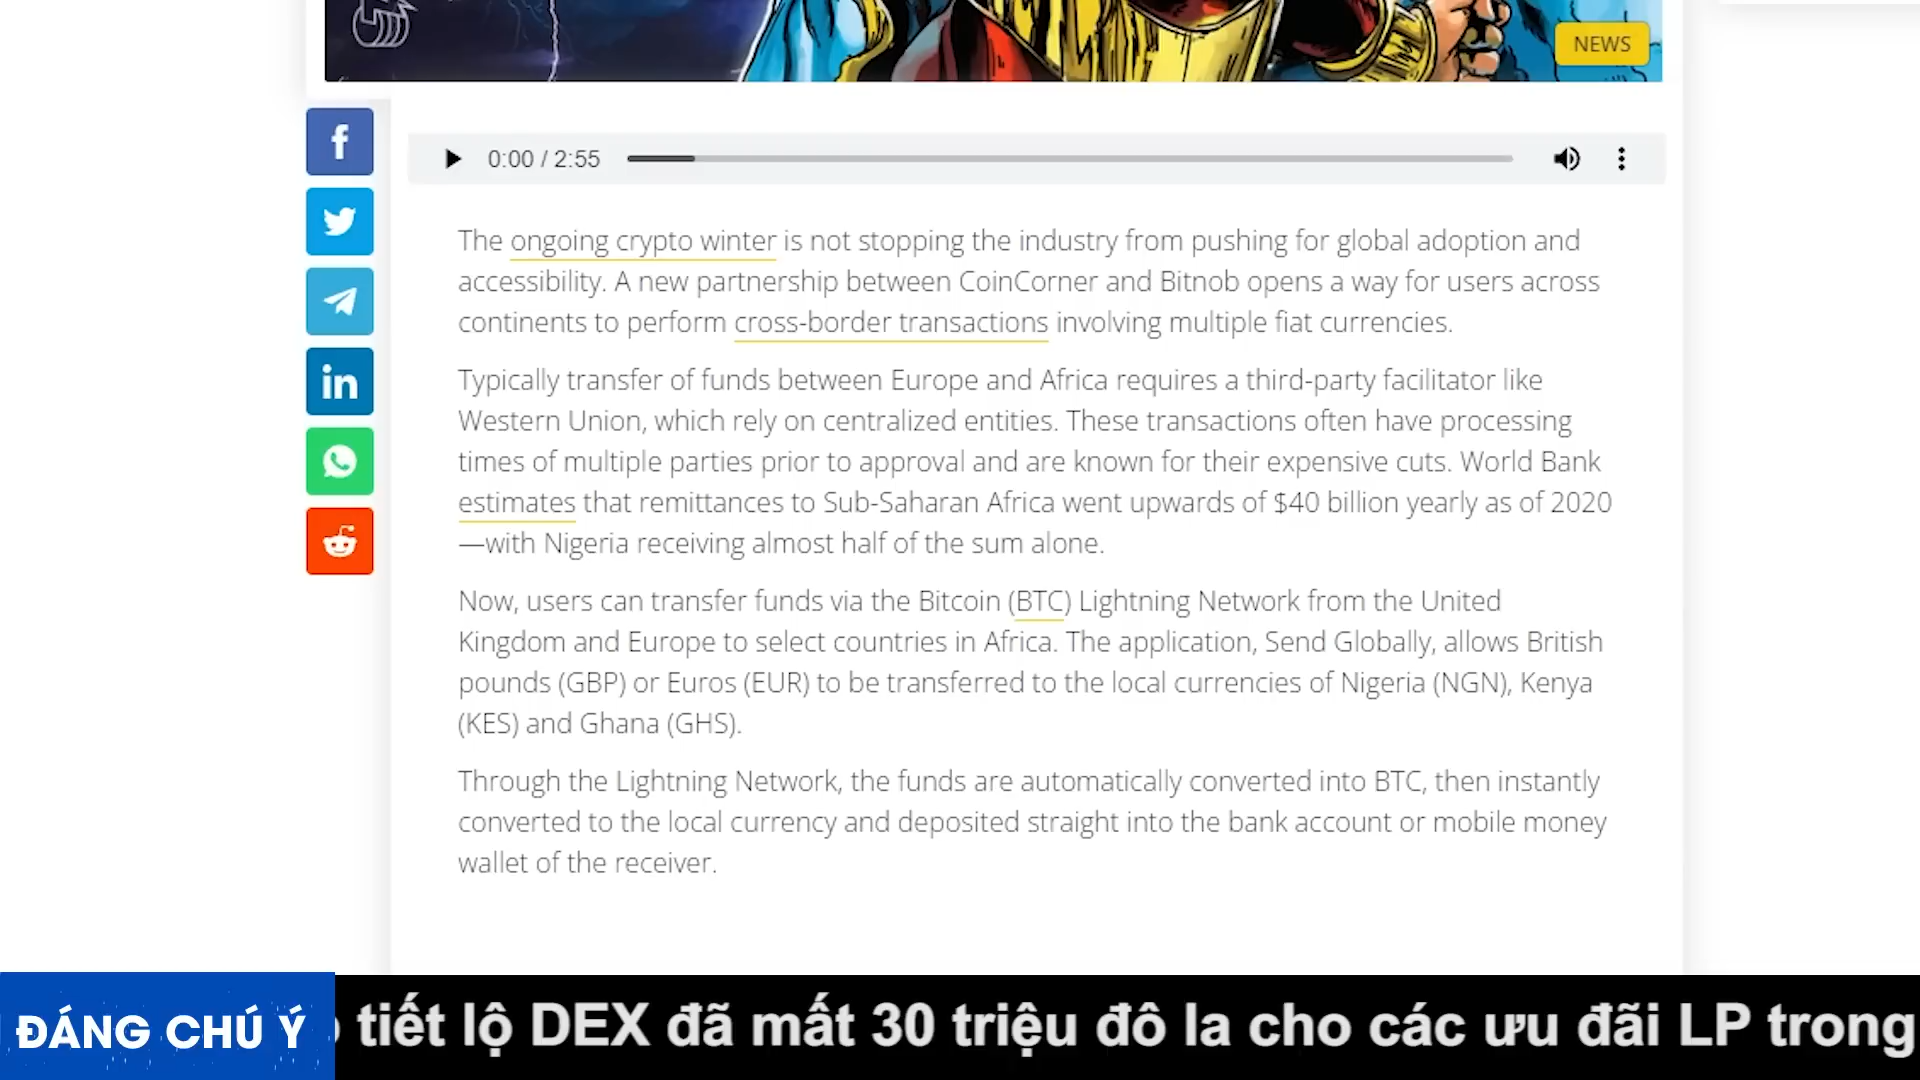 NEWS
0:00 / 2:55
The ongoing crypto winter is not stopping the industry from pushing for global adoption and
accessibility. A new partnership between CoinCorner and Bitnob opens a way for users across
continents to perform cross-border transactions involving multiple fiat currencies.
Typically transfer of funds between Europe and Africa requires a third-party facilitator like
Western Union, which rely on centralized entities. These transactions often have processing
times of multiple parties prior to approval and are known for their expensive cuts. World Bank
estimates that remittances to Sub-Saharan Africa went upwards of $40 billion yearly as of 2020
—with Nigeria receiving almost half of the sum alone.
Now, users can transfer funds via the Bitcoin (BTC) Lightning Network from the United
Kingdom and Europe to select countries in Africa. The application, Send Globally, allows British
pounds (GBP) or Euros (EUR) to be transferred to the local currencies of Nigeria (NGN), Kenya
(KES) and Ghana (GHS).
Through the Lightning Network, the funds are automatically converted into BTC, then instantly
converted to the local currency and deposited straight into the bank account or mobile money
wallet of the receiver.
ĐÁNG CHÚ Ý tiết lộ DEX đã mất 30 triệu đô la cho các ưu đãi LP trong